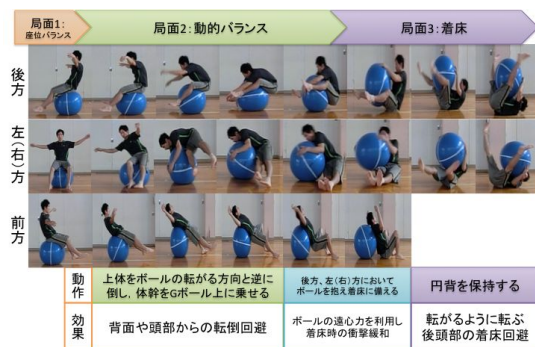 局面1：
座位バランス
局面2：動的バランス
局面3：着床
後方
左(右)方
前方
動作
上体をボールの転がる方向と逆に
倒し，体幹をGボール上に乗せる
後方、左（右）方において
ボールを抱え着床に備える
円背を保持する
効果
背面や頭部からの転倒回避
ボールの遠心力を利用し
着床時の衝撃緩和
転がるように転ぶ
後頭部の着床回避